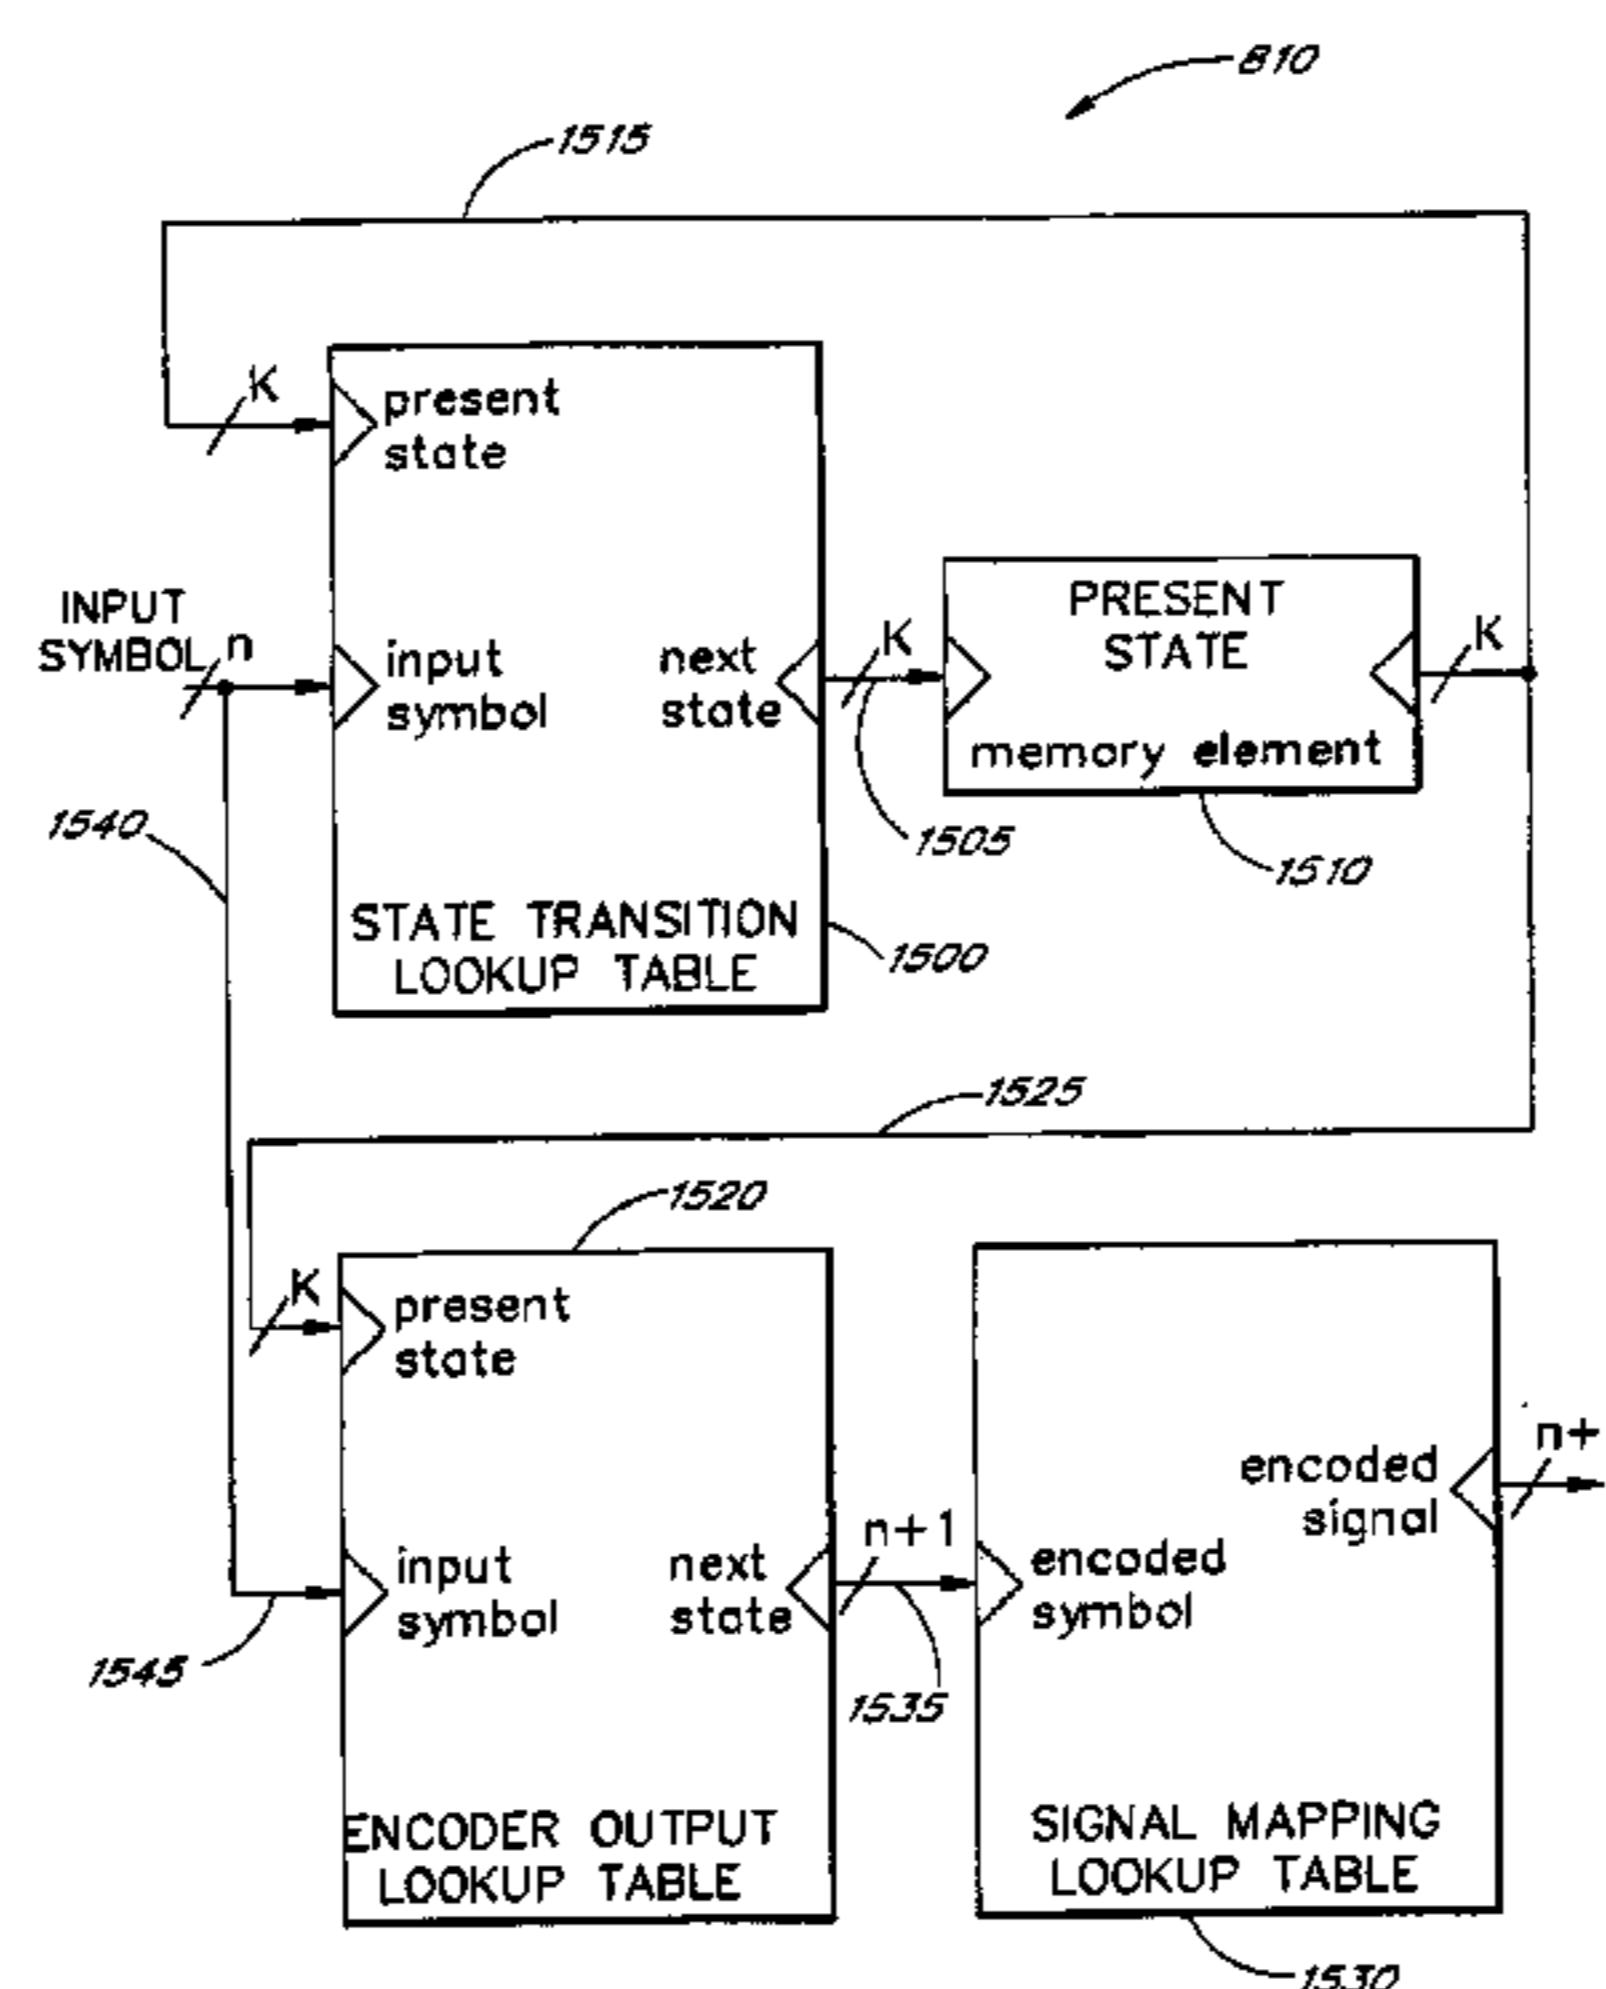 810
1515
K
present
state
INPUT
SYMBOL
n
input
symbol
next
state
K
PRESENT
STATE
memory element
K
1540
1505
1510
STATE TRANSITION
LOOKUP TABLE
1500
1525
1520
K
present
state
encoded
signal
n+
input
symbol
next
state
n+1
encoded
symbol
1545
1535
ENCODER OUTPUT
LOOKUP TABLE
SIGNAL MAPPING
LOOKUP TABLE
1530